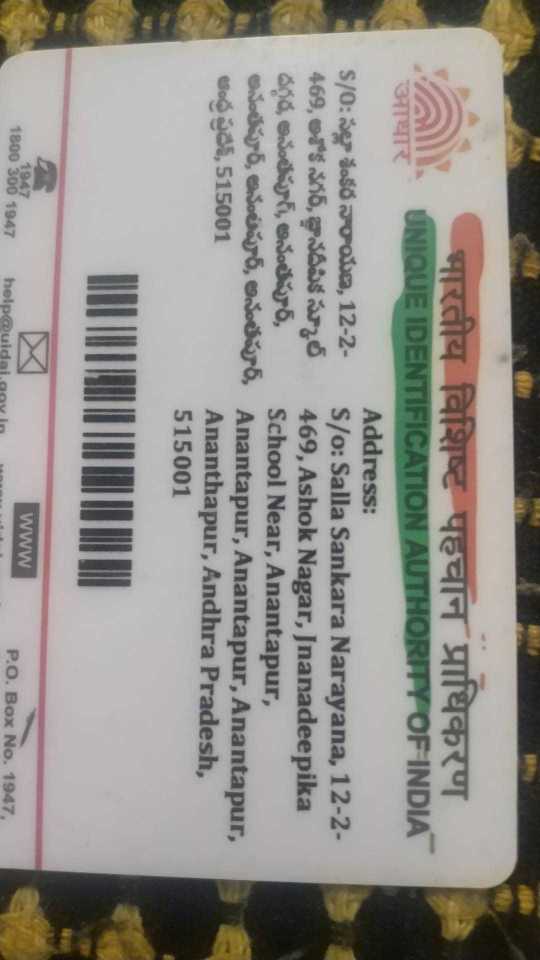 भारतीय विशिष्ट पहचान प्राधिकरण
UNIQUE IDENTIFICATION AUTHORITY OF INDIA
आधार
S/O: సల్లా శంకర నారాయణ, 12-2-
469, అశోక్ నగర్, జ్ఞానదీపిక స్కూల్
దగ్గర, అనంతపూర్, అనంతపూర్,
అనంతపూర్, అనంతపూర్, అనంతపూర్,
ఆంధ్ర ప్రదేశ్, 515001
Address:
S/o: Salla Sankara Narayana, 12-2-
469, Ashok Nagar, Jnanadeepika
School Near, Anantapur,
Anantapur, Anantapur, Anantapur,
Ananthapur, Andhra Pradesh,
515001
1947
1800 300 1947
help@uidai.gov.in
WWW
P.O. Box No. 1947,